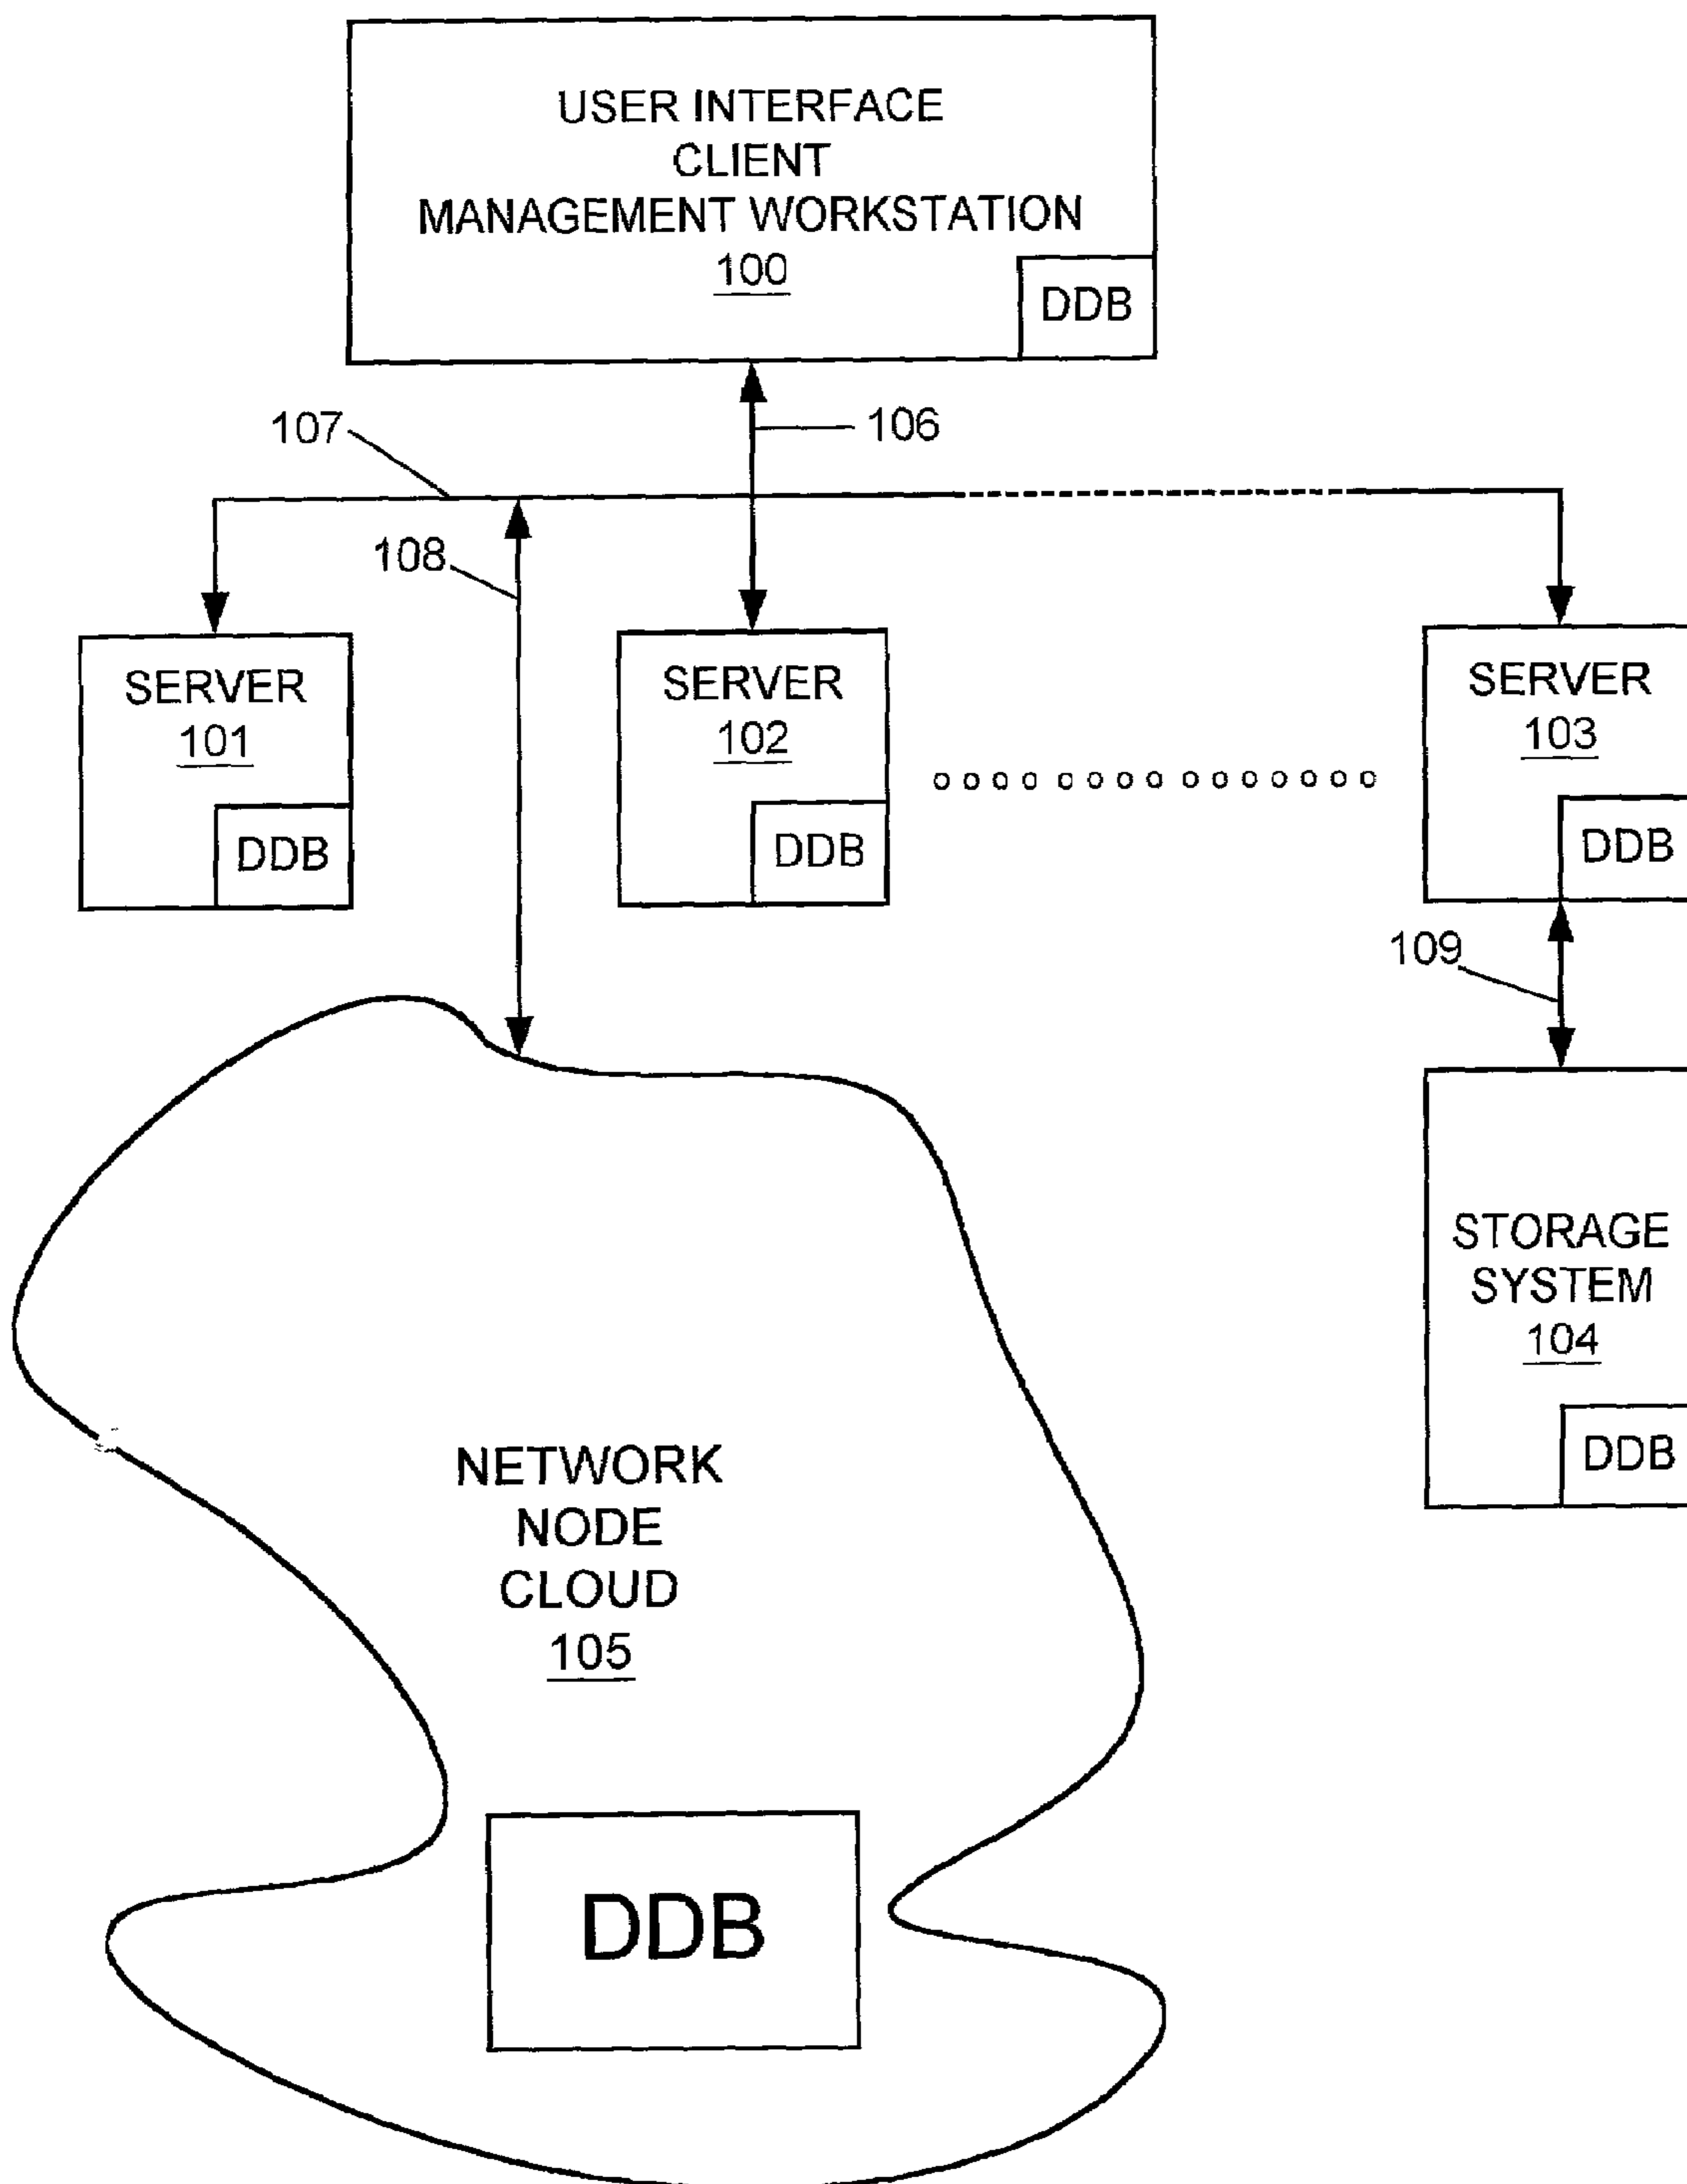 USER INTERFACE
CLIENT
MANAGEMENT WORKSTATION
100
DDB
107
106
108
SERVER
101
DDB
SERVER
102
DDB
SERVER
103
DDB
109
STORAGE
SYSTEM
104
DDB
NETWORK
NODE
CLOUD
105
DDB